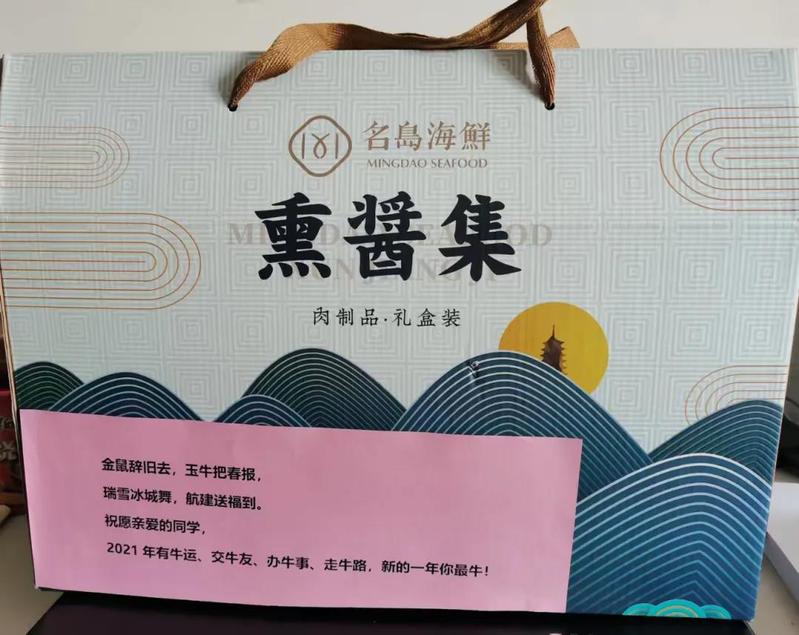 名島海鮮
MINGDAO SEAFOOD
熏醬集
肉制品·礼盒装
金鼠辞旧去，玉牛把春报，
瑞雪冰城舞，航建送福到。
祝愿亲爱的同学，
2021 年有牛运、交牛友、办牛事、走牛路，新的一年你最牛！